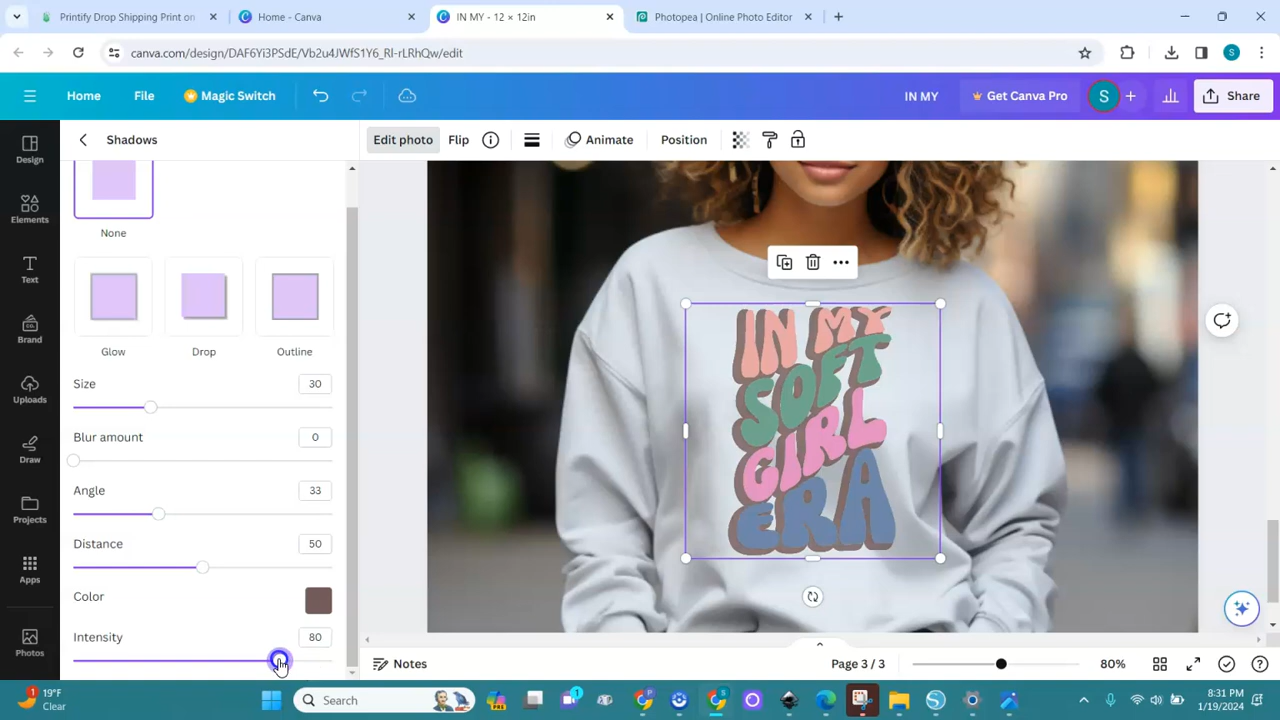 Printify Drop Shipping Print on
Home - Canva
IN MY - 12 × 12in
Photopea | Online Photo Editor
canva.com/design/DAF6Yi3PSdE/Vb2u4JWfS1Y6_RI-rLRhQw/edit
S
Home
File
Magic Switch
IN MY
Get Canva Pro
S
Share
Design
Elements
Text
Brand
Uploads
Draw
Projects
Apps
Photos
Shadows
None
Glow
Drop
Outline
Size
30
Blur amount
0
Angle
33
Distance
50
Color
Intensity
80
Edit photo
Flip
Animate
Position
IN MY
SOFT
GIRL
ERA
Notes
Page 3 / 3
80%
1
19°F
Clear
Search
8:31 PM
1/19/2024